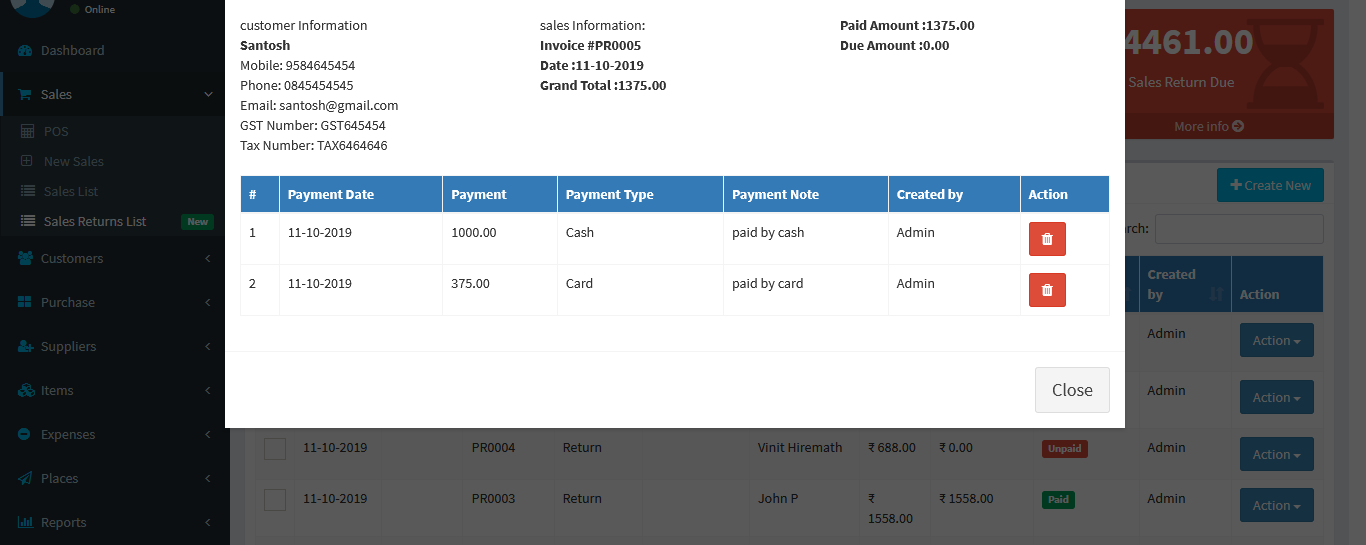 Online
Dashboard
Sales
POS
New Sales
Sales List
Sales Returns List New
Customers
Purchase
Suppliers
Items
Expenses
Places
Reports
customer Information
Santosh
Mobile: 9584645454
Phone: 0845454545
Email: santosh@gmail.com
GST Number: GST645454
Tax Number: TAX6464646
sales Information:
Invoice #PR0005
Date :11-10-2019
Grand Total :1375.00
Paid Amount :1375.00
Due Amount :0.00
# Payment Date Payment Payment Type Payment Note Created by Action
1 11-10-2019 1000.00 Cash paid by cash Admin
2 11-10-2019 375.00 Card paid by card Admin
Close
4461.00
Sales Return Due
More info
Create New
rch:
Created
by Action
Admin Action
Admin Action
11-10-2019 PR0004 Return Vinit Hiremath ₹ 688.00 ₹ 0.00 Unpaid Admin Action
11-10-2019 PR0003 Return John P ₹ ₹ 1558.00 Paid Admin Action
1558.00